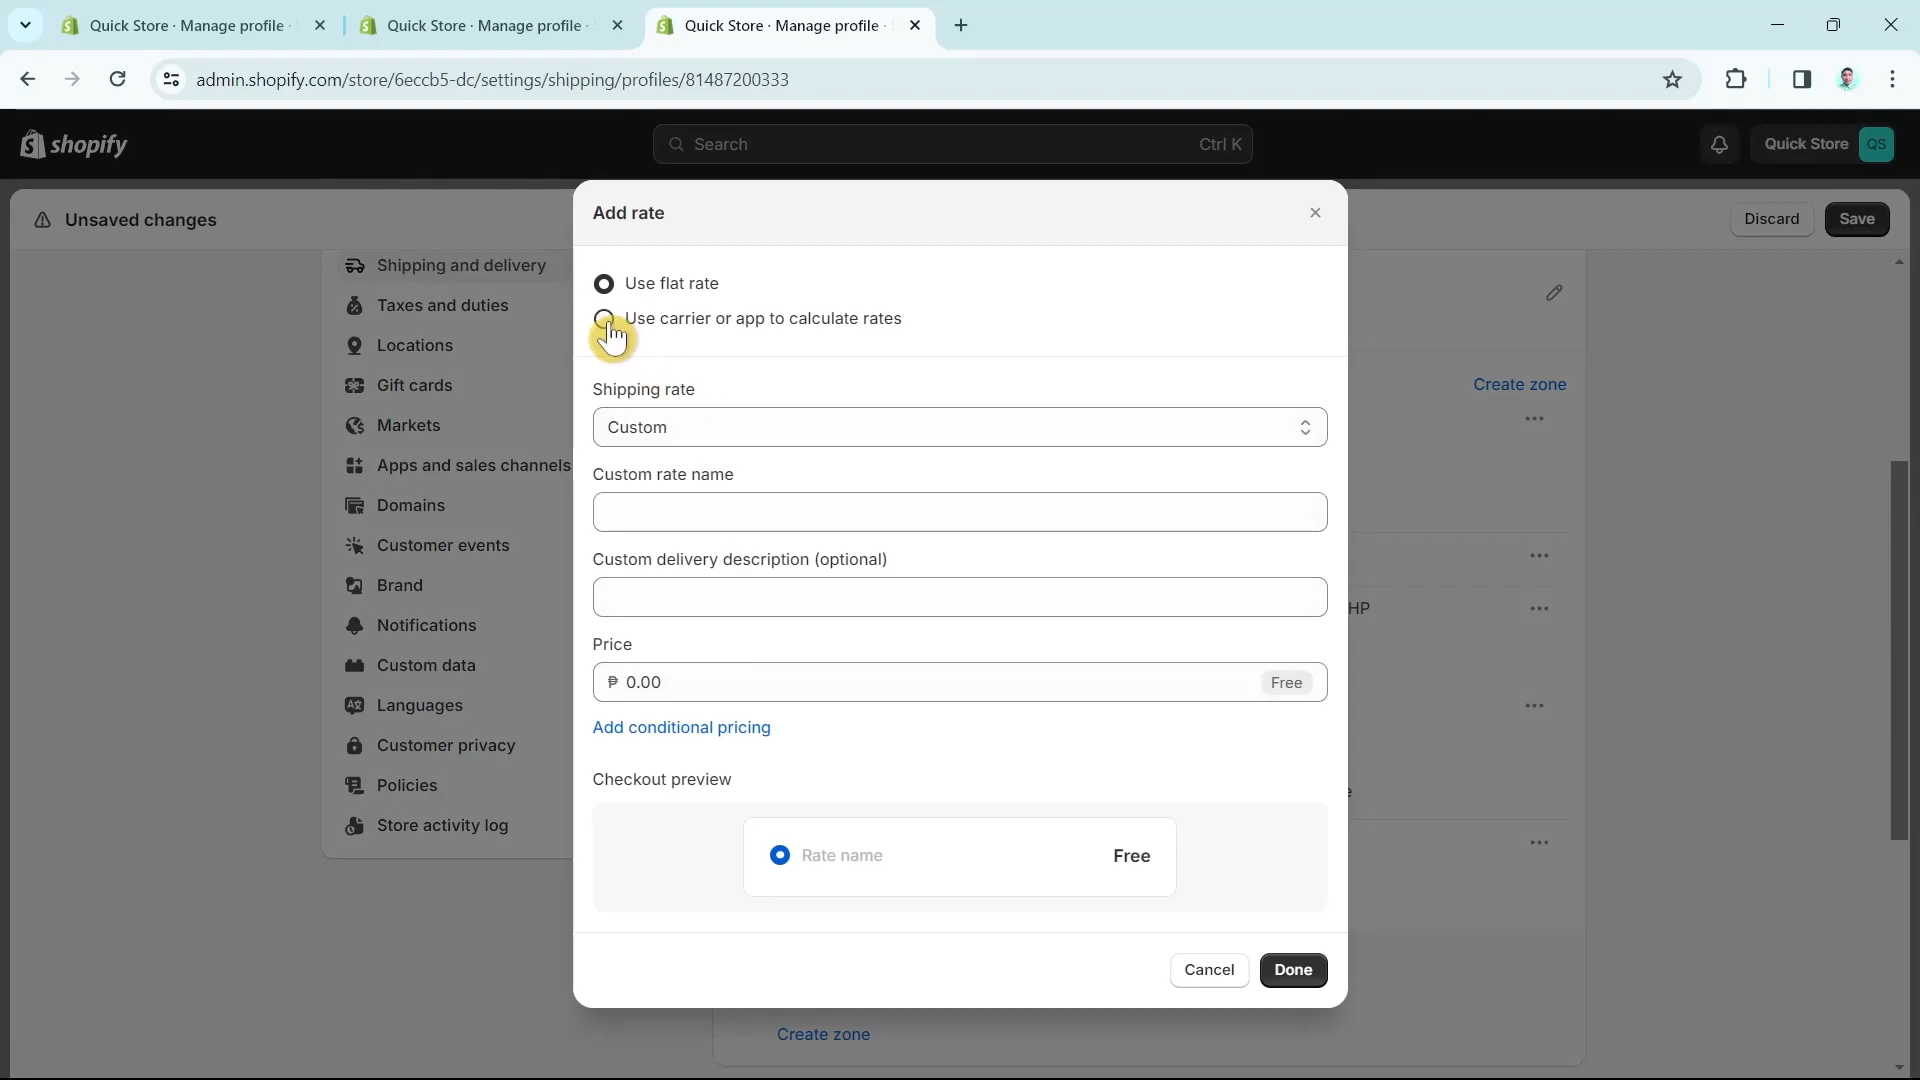 Quick Store · Manage profile ·
Quick Store · Manage profile ·
Quick Store · Manage profile ·
admin.shopify.com/store/6eccb5-dc/settings/shipping/profiles/81487200333
shopify
Search
Ctrl K
Quick Store
QS
Unsaved changes
Discard
Save
Shipping and delivery
Taxes and duties
Locations
Gift cards
Markets
Apps and sales channels
Domains
Customer events
Brand
Notifications
Custom data
Languages
Customer privacy
Policies
Store activity log
Add rate
Use flat rate
Use carrier or app to calculate rates
Shipping rate
Custom
Custom rate name
Custom delivery description (optional)
Price
₱ 0.00
Free
Add conditional pricing
Checkout preview
Rate name
Free
Cancel
Done
Create zone
HP
Create zone